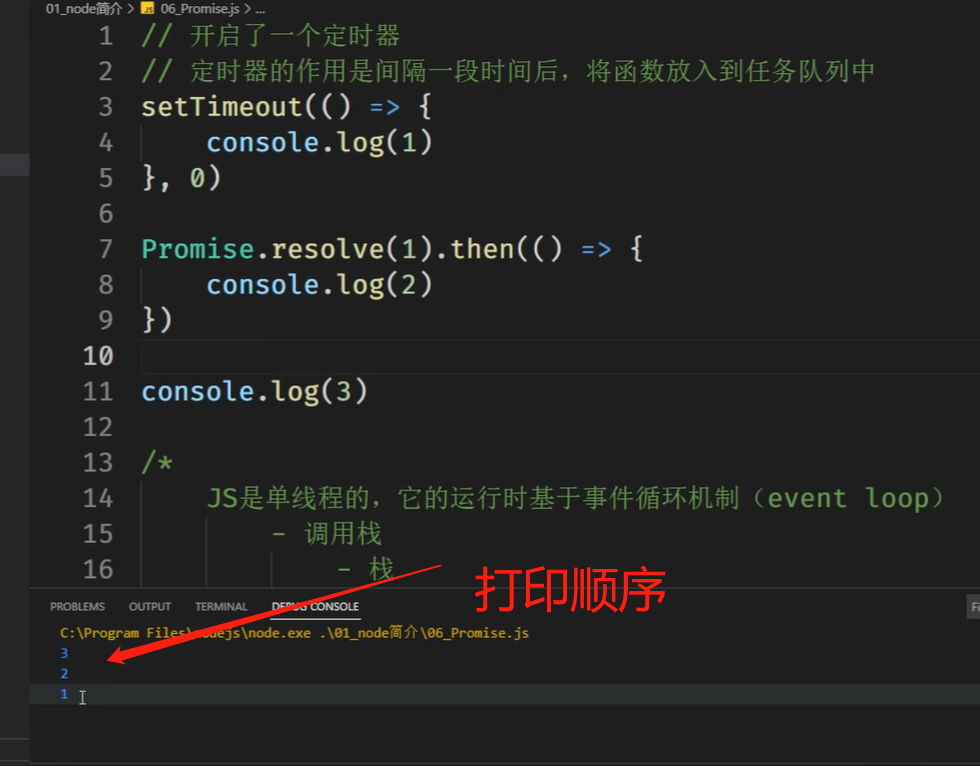 01_node简介 > JS 06_Promise.js > ...
1 // 开启了一个定时器
2 // 定时器的作用是间隔一段时间后，将函数放入到任务队列中
3 setTimeout(() => {
4 console.log(1)
5 }, 0)
6
7 Promise.resolve(1).then(() => {
8 console.log(2)
9 })
10
11 console.log(3)
12
13 /*
14 JS是单线程的，它的运行时基于事件循环机制（event loop）
15 - 调用栈
16 - 栈
打印顺序
PROBLEMS OUTPUT TERMINAL DEBUG CONSOLE Fi
C:\Program Files\nodejs\node.exe .\01_node简介\06_Promise.js
3
2
1